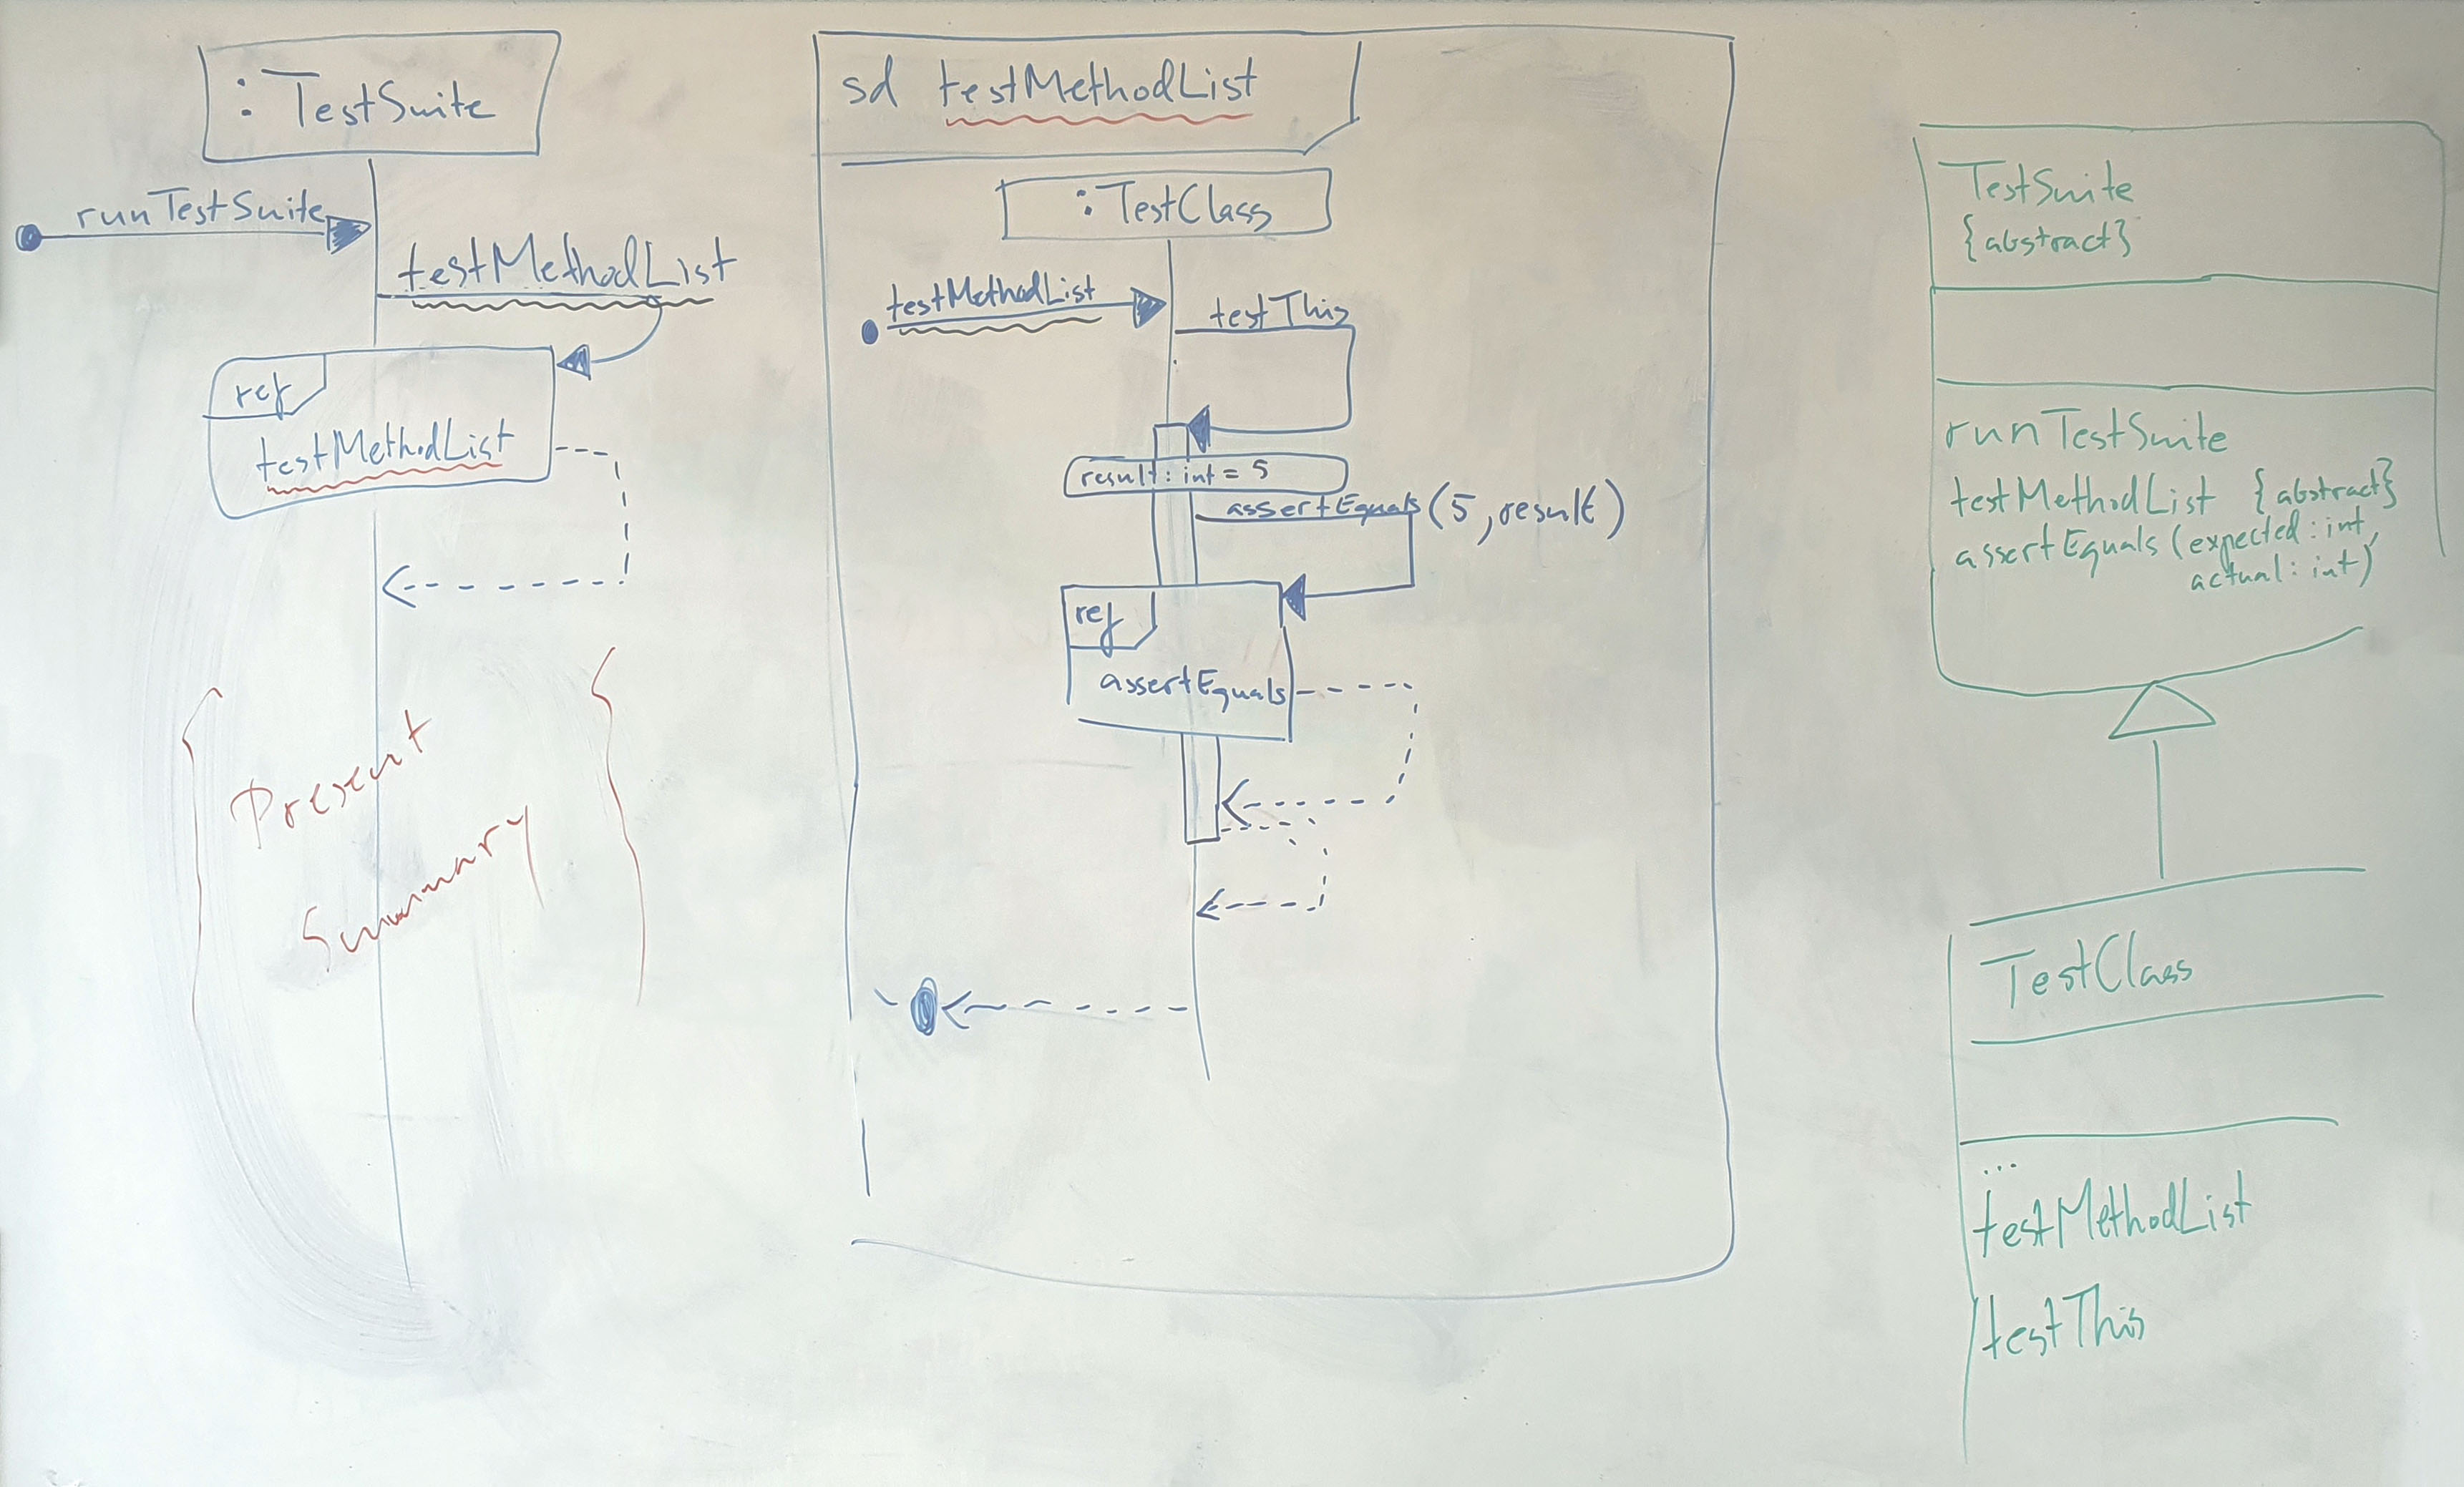 : TestSuite
runTestSuite
testMethodList
ref
testMethodList
Present
Summary
sd testMethodList
: TestClass
testMethodList
testThis
result: int = 5
assertEquals (5, result)
ref
assertEquals
TestSuite
{abstract}
runTestSuite
testMethodList {abstract}
assertEquals (expected: int,
actual: int)
TestClass
...
testMethodList
testThis